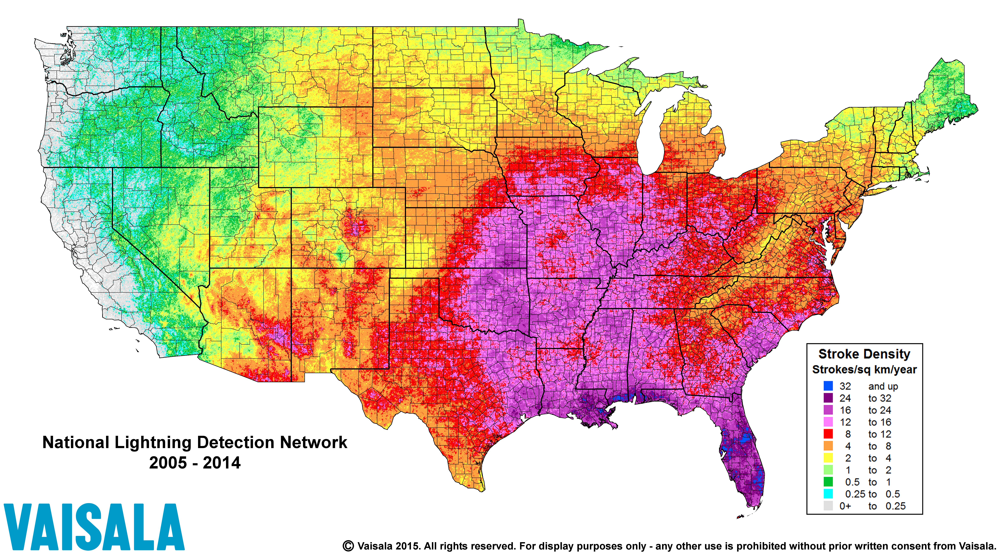 Stroke Density
Strokes/sq km/year
32 and up
24 to 32
16 to 24
12 to 16
8 to 12
4 to 8
2 to 4
1 to 2
0.5 to 1
0.25 to 0.5
0+ to 0.25
National Lightning Detection Network
2005 - 2014
VAISALA
© Vaisala 2015. All rights reserved. For display purposes only - any other use is prohibited without prior written consent from Vaisala.